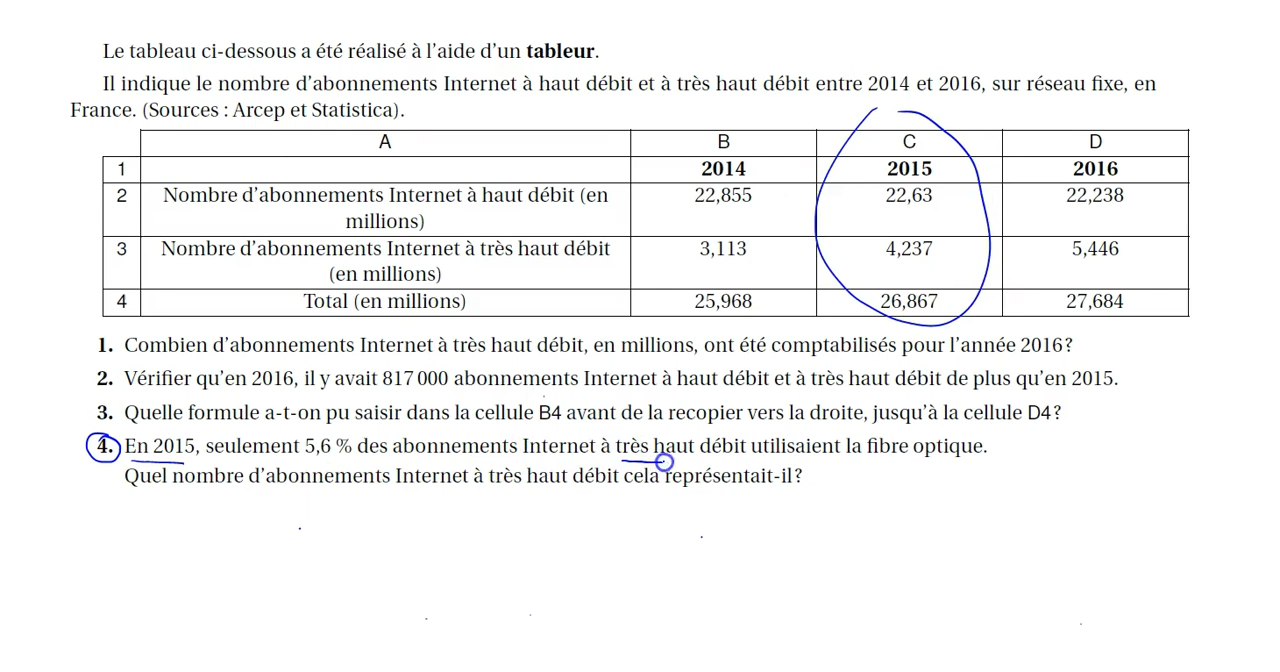 Le tableau ci-dessous a été réalisé à l'aide d'un tableur.
Il indique le nombre d'abonnements Internet à haut débit et à très haut débit entre 2014 et 2016, sur réseau fixe, en
France. (Sources : Arcep et Statistica).
A B C D
1 2014 2015 2016
2 Nombre d'abonnements Internet à haut débit (en 22,855 22,63 22,238
millions)
3 Nombre d'abonnements Internet à très haut débit 3,113 4,237 5,446
(en millions)
4 Total (en millions) 25,968 26,867 27,684
1. Combien d'abonnements Internet à très haut débit, en millions, ont été comptabilisés pour l'année 2016 ?
2. Vérifier qu'en 2016, il y avait 817 000 abonnements Internet à haut débit et à très haut débit de plus qu'en 2015.
3. Quelle formule a-t-on pu saisir dans la cellule B4 avant de la recopier vers la droite, jusqu'à la cellule D4 ?
4. En 2015, seulement 5,6 % des abonnements Internet à très haut débit utilisaient la fibre optique.
Quel nombre d'abonnements Internet à très haut débit cela représentait-il ?